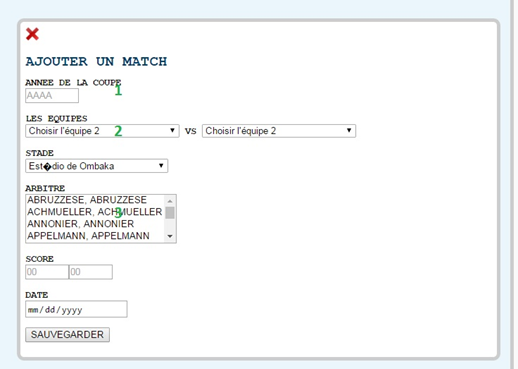 AJOUTER UN MATCH
ANNEE DE LA COUPE
AAAA
1
LES EQUIPES
Choisir l'équipe 2 VS Choisir l'équipe 2
2
STADE
Est�dio de Ombaka
ARBITRE
ABRUZZESE, ABRUZZESE
ACHMUELLER, ACHMUELLER
3
ANNONIER, ANNONIER
APPELMANN, APPELMANN
SCORE
00 00
DATE
mm/dd/yyyy
SAUVEGARDER